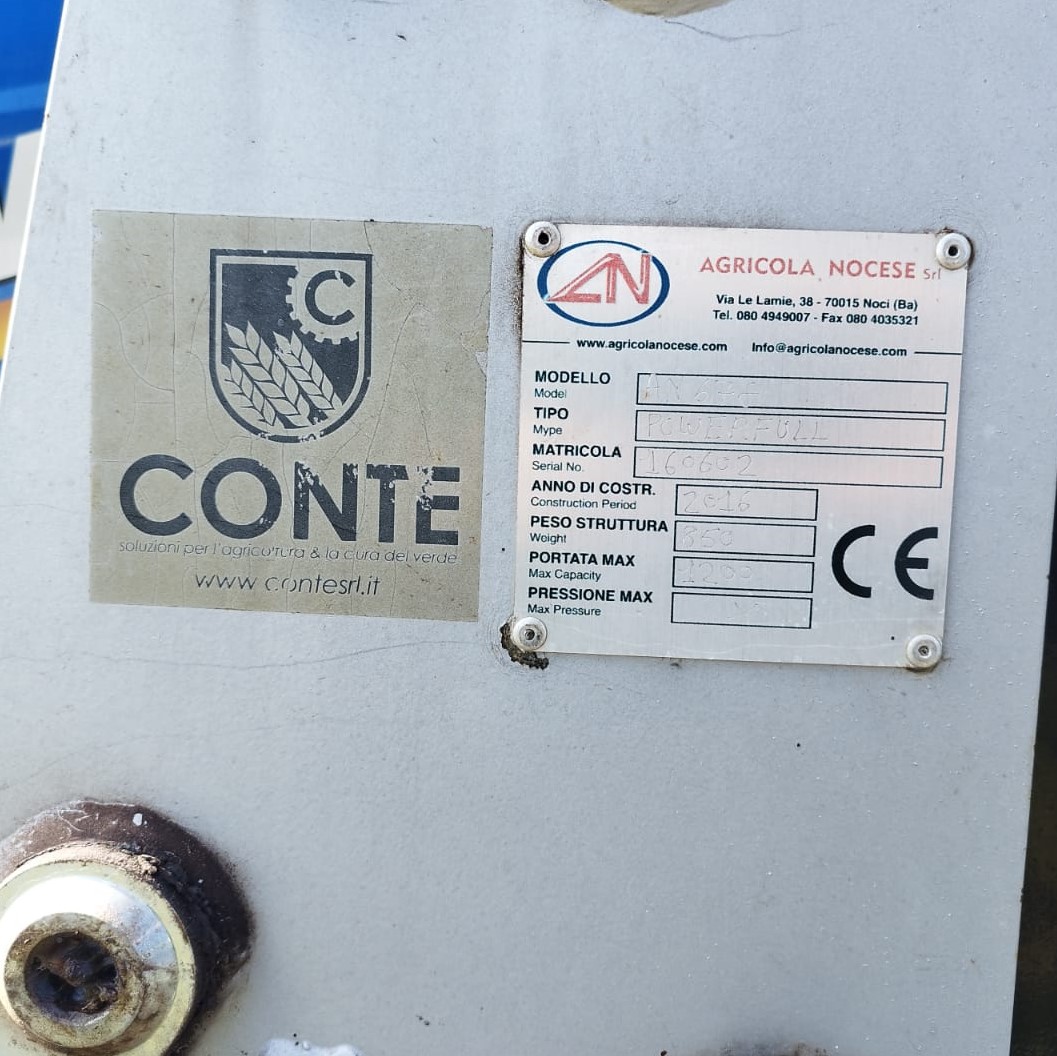 C
CONTE
soluzioni per l'agricoltura & la cura del verde
www.contesrl.it
AN
AGRICOLA NOCESE Srl
Via Le Lamie, 38 - 70015 Noci (Ba)
Tel. 080 4949007 - Fax 080 4035321
www.agricolanocese.com Info@agricolanocese.com
MODELLO
Model
TIPO POWERFULL
Mype
MATRICOLA 160602
Serial No.
ANNO DI COSTR. 2016
Construction Period
PESO STRUTTURA 350
Weight
PORTATA MAX 1200
Max Capacity
PRESSIONE MAX
Max Pressure
CE